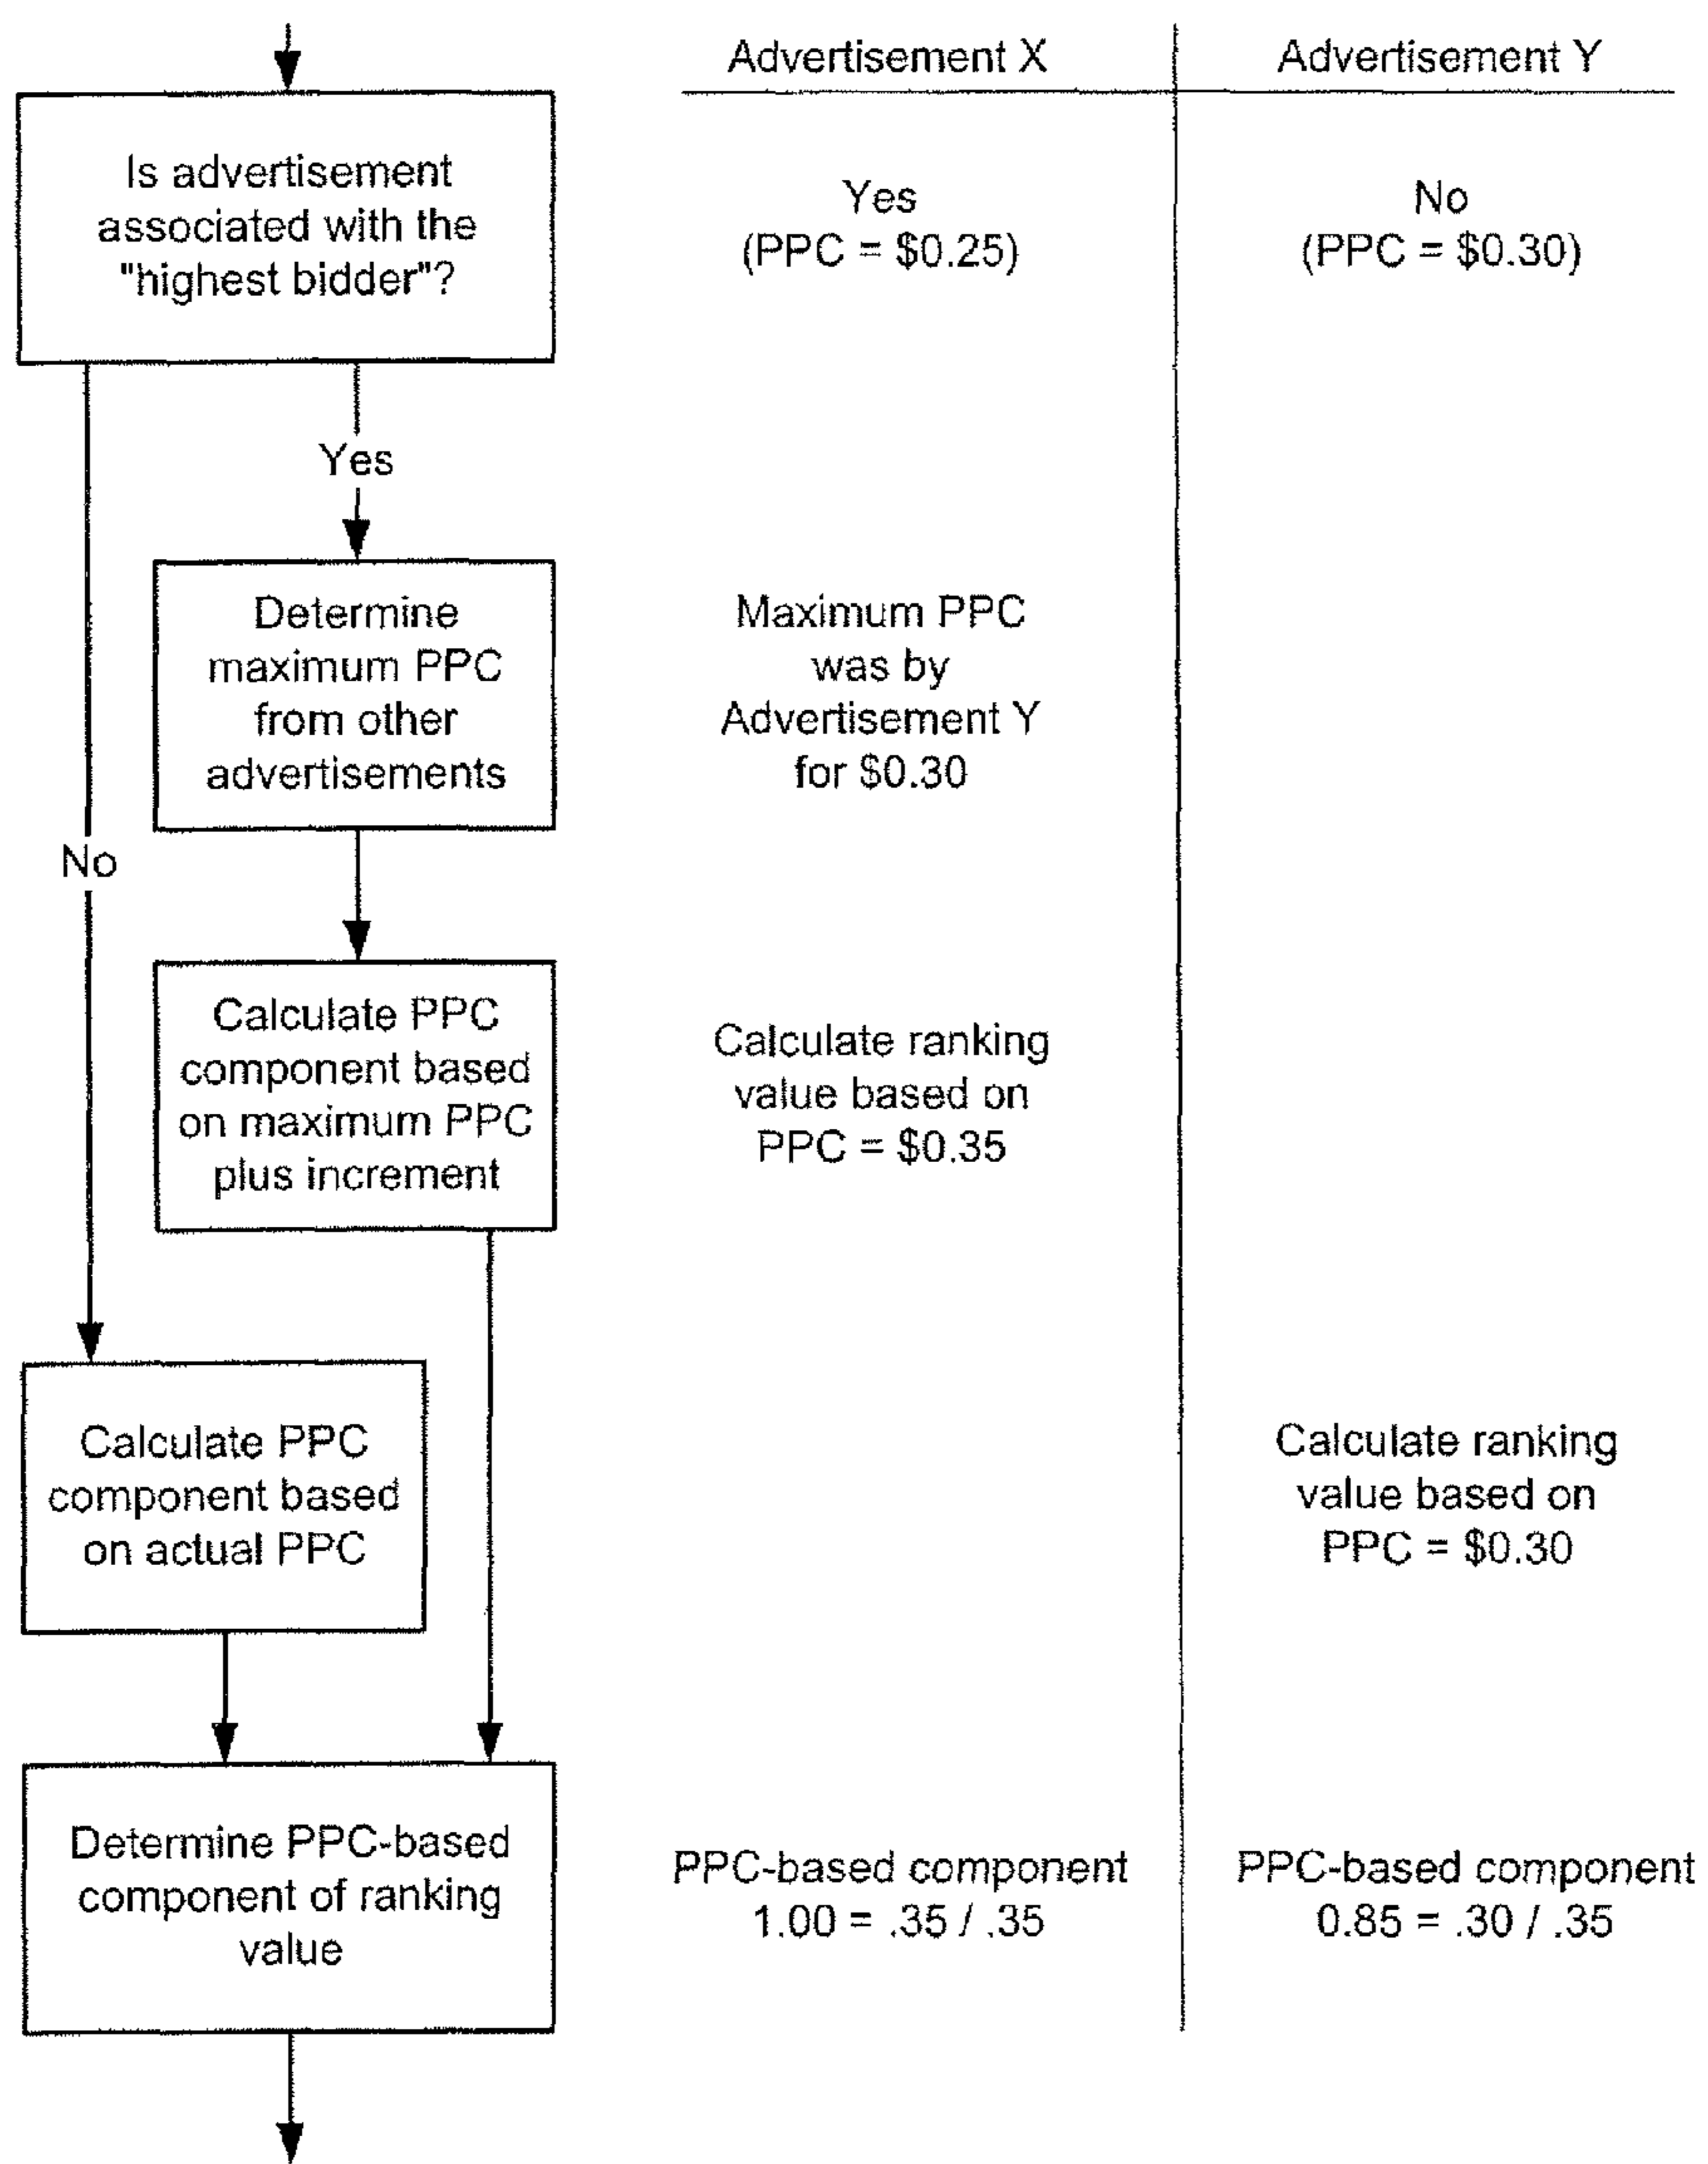 Advertisement X
Advertisement Y
Is advertisement
associated with the
"highest bidder"?
Yes
(PPC = $0.25)
No
(PPC = $0.30)
Yes
Determine
maximum PPC
from other
advertisements
Maximum PPC
was by
Advertisement Y
for $0.30
No
Calculate PPC
component based
on maximum PPC
plus increment
Calculate ranking
value based on
PPC = $0.35
Calculate PPC
component based
on actual PPC
Calculate ranking
value based on
PPC = $0.30
Determine PPC-based
component of ranking
value
PPC-based component
1.00 = .35 / .35
PPC-based component
0.85 = .30 / .35